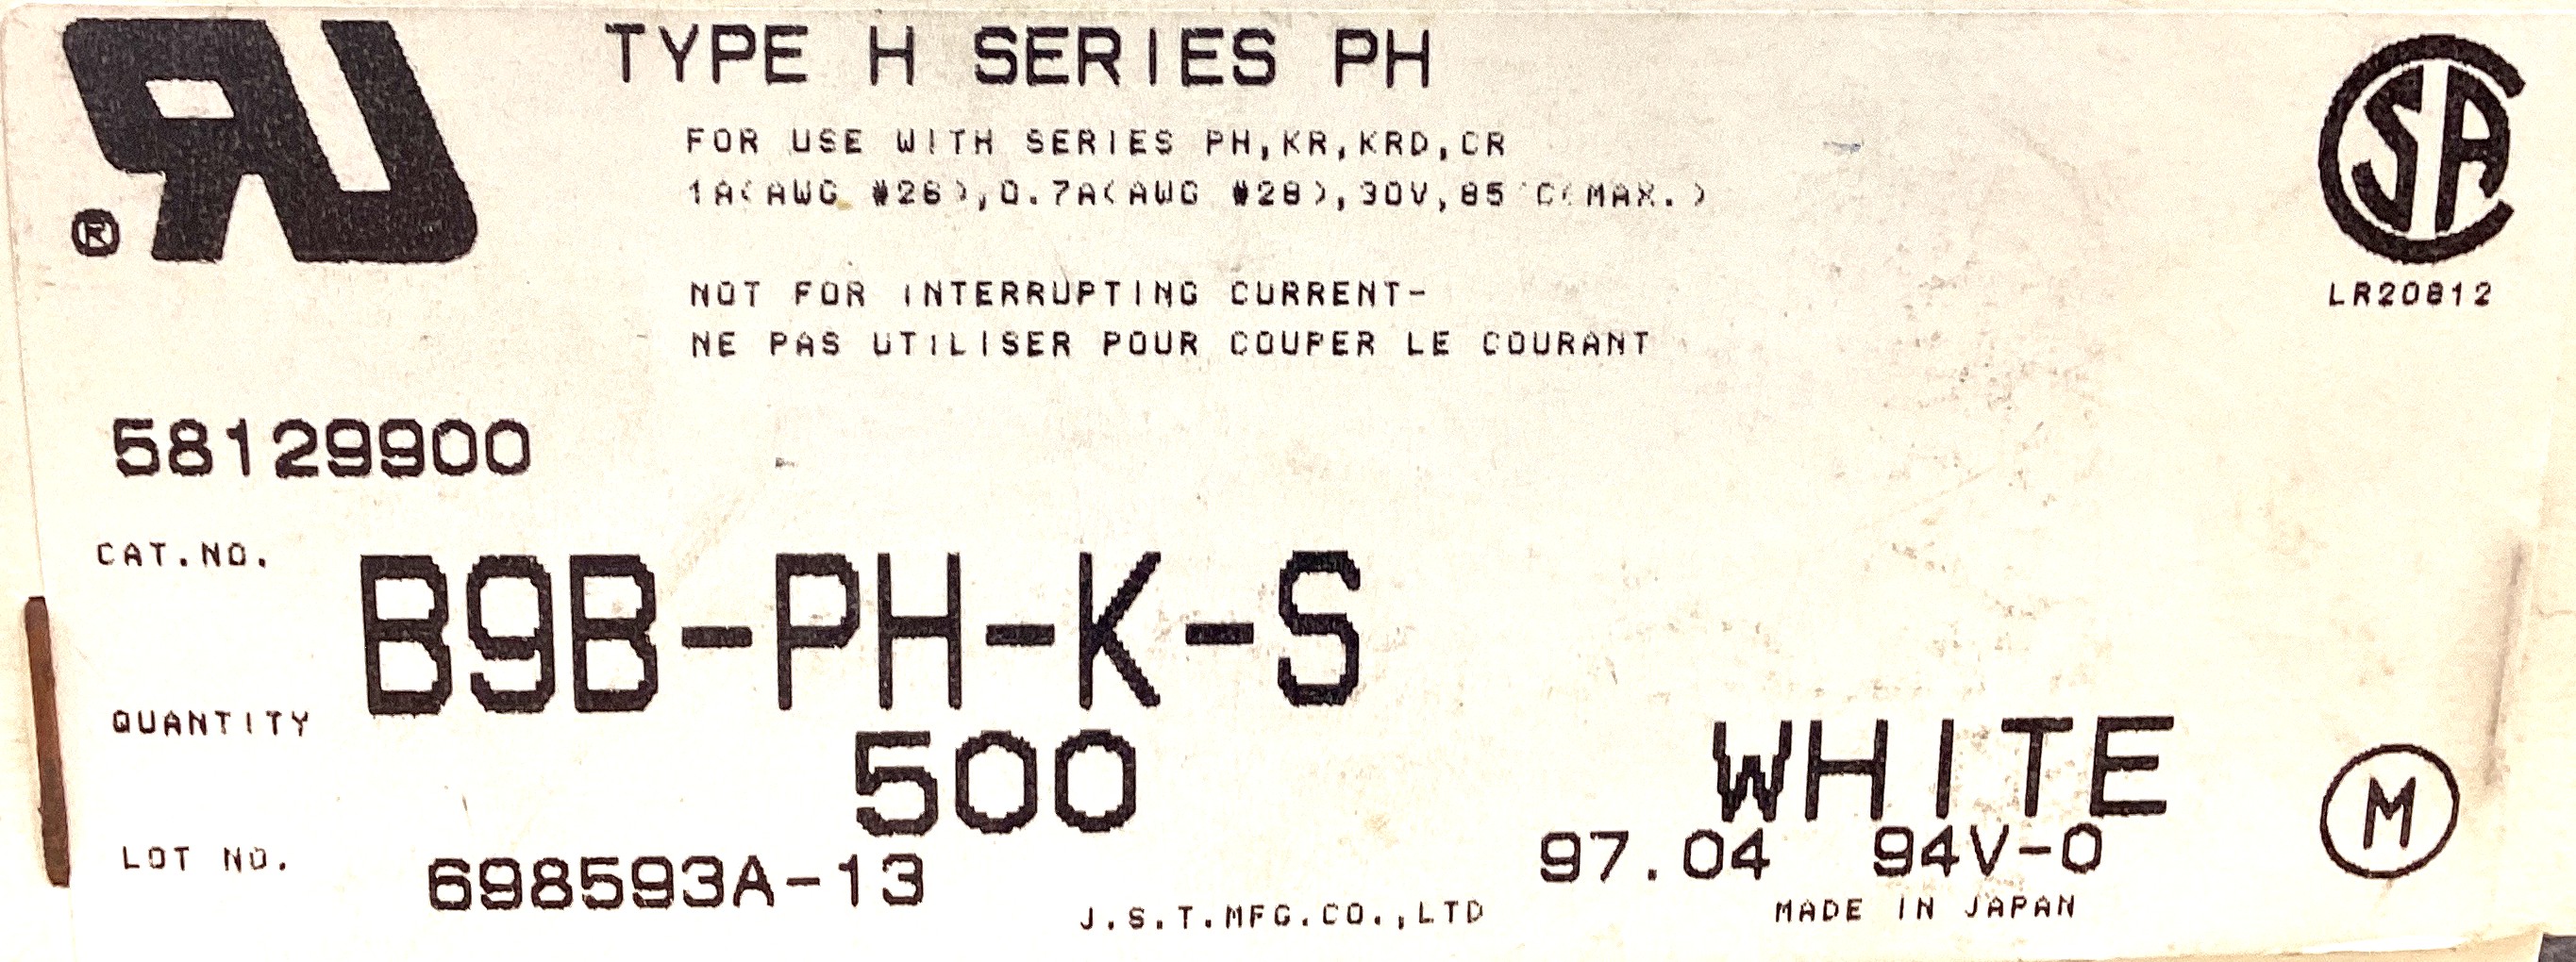 TYPE H SERIES PH
FOR USE WITH SERIES PH,KR,KRD,CR
1A(AWG #26),0.7A(AWG #28),30V,85°C(MAX.)
®
LR20812
NOT FOR INTERRUPTING CURRENT-
NE PAS UTILISER POUR COUPER LE COURANT
58129900
CAT.NO. B9B-PH-K-S
QUANTITY 500 WHITE
M
97.04 94V-0
LOT NO. 698593A-13
J.S.T.MFG.CO.,LTD MADE IN JAPAN